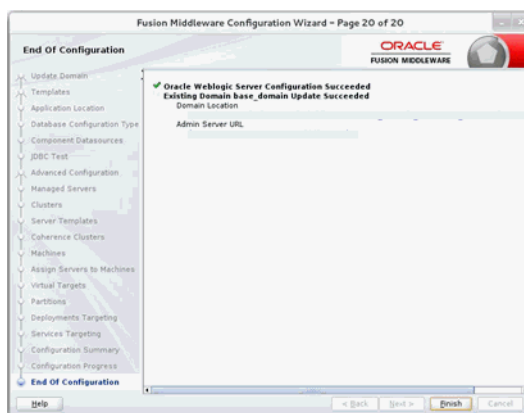 Fusion Middleware Configuration Wizard - Page 20 of 20
End Of Configuration
ORACLE
FUSION MIDDLEWARE
Update Domain
Templates
Application Location
Database Configuration Type
Component Datasources
JDBC Test
Advanced Configuration
Managed Servers
Clusters
Server Templates
Coherence Clusters
Machines
Assign Servers to Machines
Virtual Targets
Partitions
Deployments Targeting
Services Targeting
Configuration Summary
Configuration Progress
End Of Configuration
Oracle Weblogic Server Configuration Succeeded
Existing Domain base_domain Update Succeeded
Domain Location
Admin Server URL
Help
< Back
Next >
Finish
Cancel